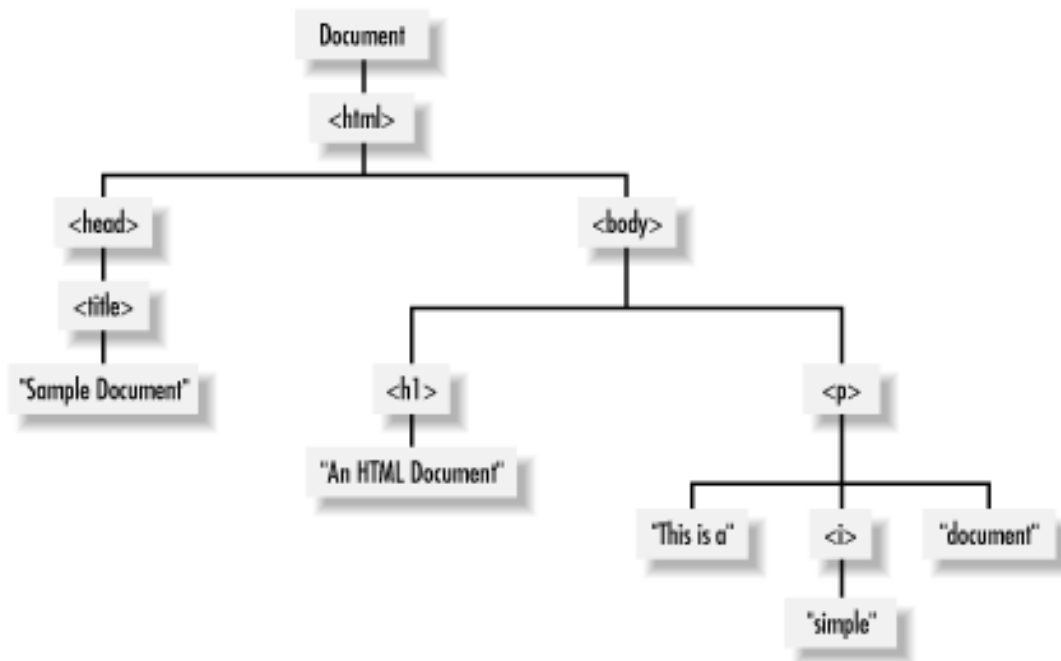 Document
<html>
<head>
<body>
<title>
"Sample Document"
<h1>
<p>
"An HTML Document"
"This is a"
<i>
"document"
"simple"